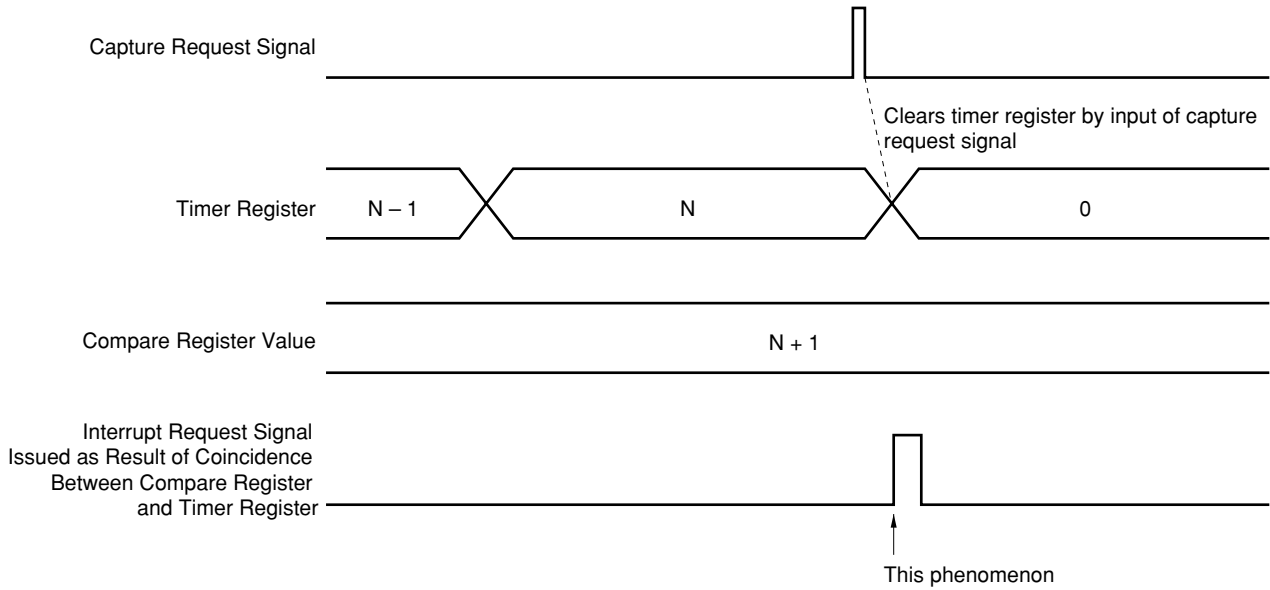 Capture Request Signal
Clears timer register by input of capture
request signal
Timer Register
N – 1
N
0
Compare Register Value
N + 1
Interrupt Request Signal
Issued as Result of Coincidence
Between Compare Register
and Timer Register
This phenomenon